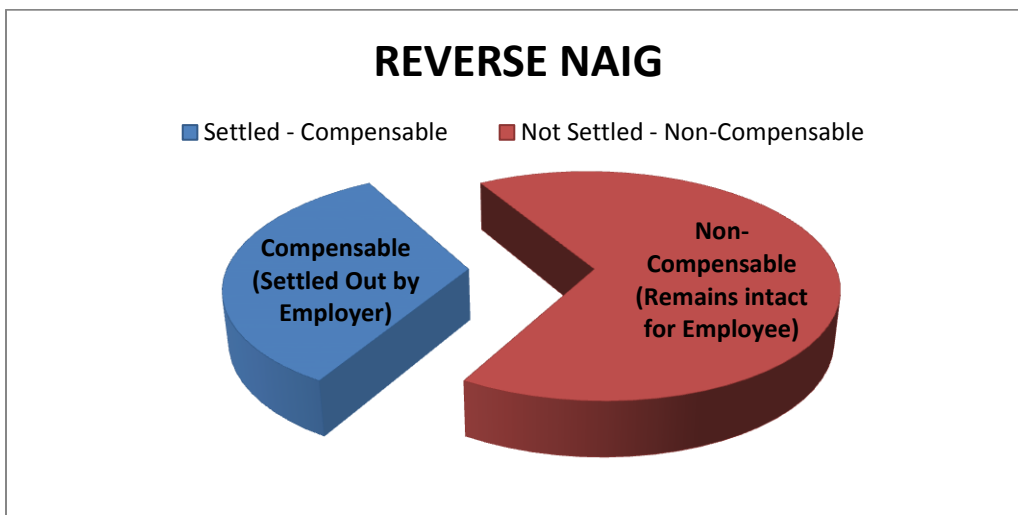 REVERSE NAIG
Settled - Compensable
Not Settled - Non-Compensable
Compensable
(Settled Out by
Employer)
Non-
Compensable
(Remains intact
for Employee)